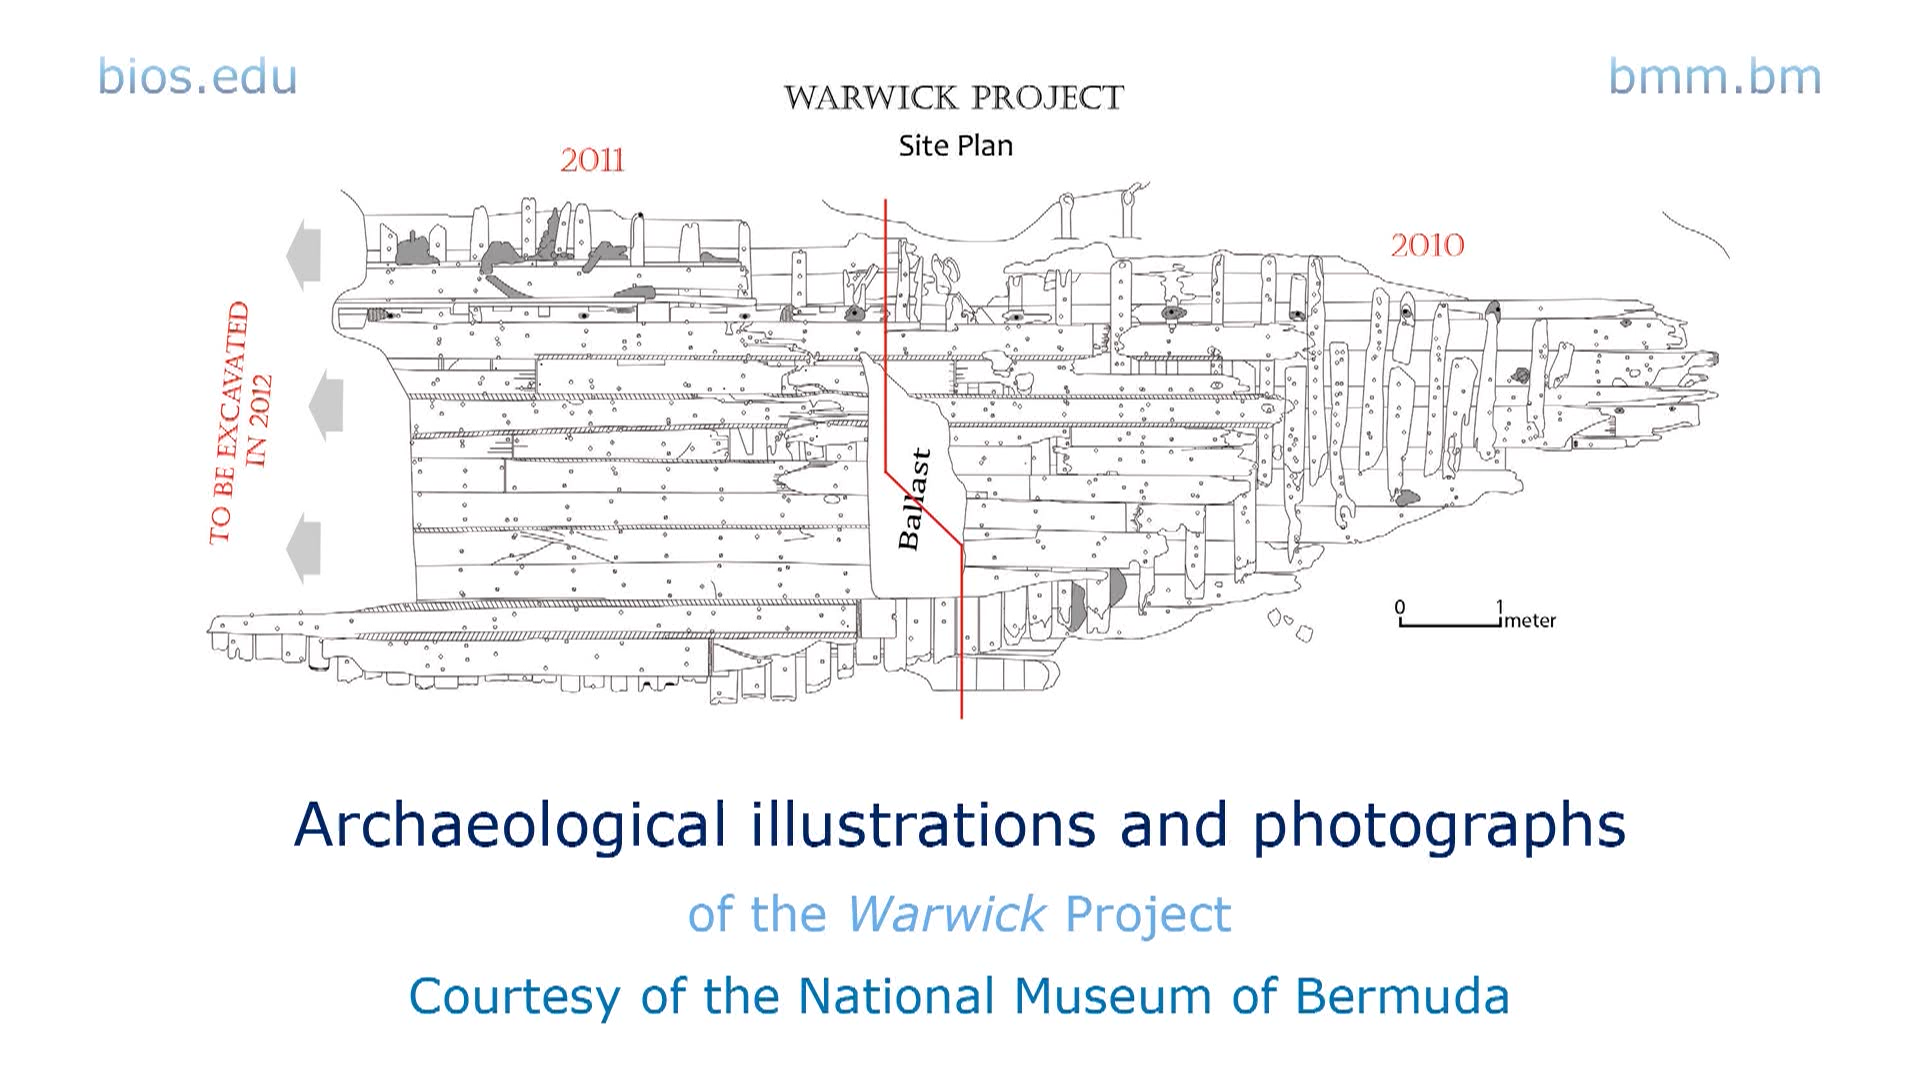 bios.edu
bmm.bm
WARWICK PROJECT
Site Plan
2011
2010
TO BE EXCAVATED
IN 2012
Ballast
0 1
meter
Archaeological illustrations and photographs
of the Warwick Project
Courtesy of the National Museum of Bermuda